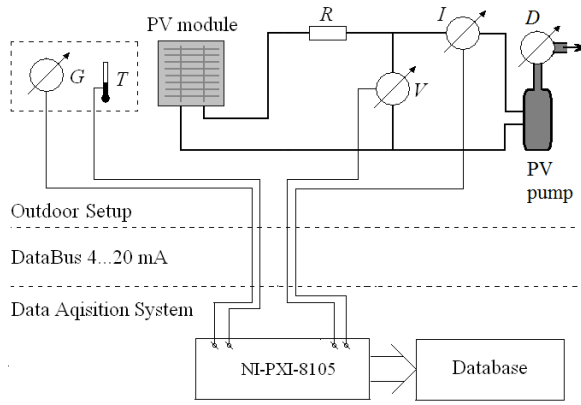 PV module
R
I
D
G
T
V
PV
pump
Outdoor Setup
DataBus 4...20 mA
Data Aqisition System
NI-PXI-8105
Database